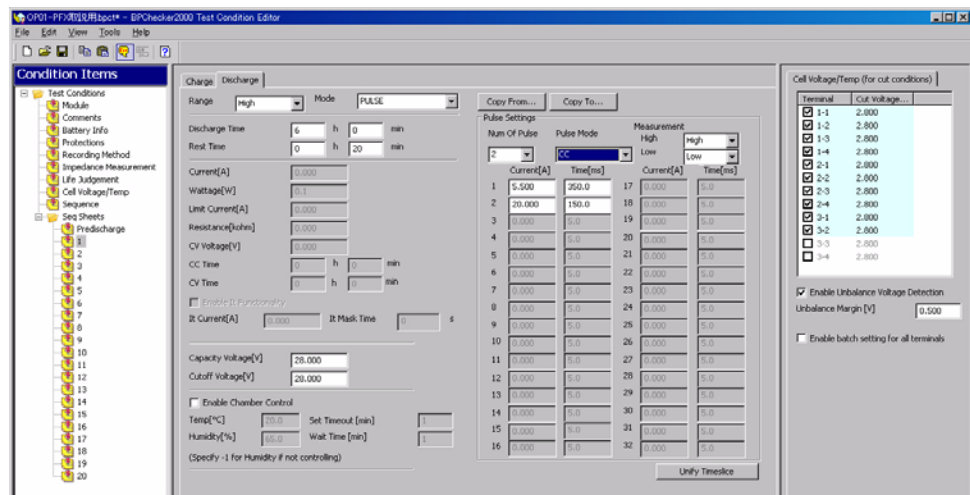 OP01-PFX取説用.bpct* - BPChecker2000 Test Condition Editor
File Edit View Tools Help
Condition Items
Test Conditions
Module
Comments
Battery Info
Protections
Recording Method
Impedance Measurement
Life Judgement
Cell Voltage/Temp
Sequence
Seq Sheets
Predischarge
1
2
3
4
5
6
7
8
9
10
11
12
13
14
15
16
17
18
19
20
Charge Discharge
Range High Mode PULSE
Discharge Time 6 h 0 min
Rest Time 0 h 20 min
Current[A] 0.000
Wattage[W] 0.1
Limit Current[A] 0.000
Resistance[kohm] 0.000
CV Voltage[V] 0.000
CC Time 0 h 0 min
CV Time 0 h 0 min
Enable It Functionality
It Current[A] 0.000 It Mask Time 0 s
Capacity Voltage[V] 28.000
Cutoff Voltage[V] 20.000
Enable Chamber Control
Temp[°C] 20.0 Set Timeout [min] 1
Humidity[%] 65.0 Wait Time [min] 1
(Specify -1 for Humidity if not controlling)
Copy From... Copy To...
Pulse Settings
Num Of Pulse Pulse Mode Measurement
High High
2 CC Low Low
Current[A] Time[ms] Current[A] Time[ms]
1 5.500 350.0 17 0.000 5.0
2 20.000 150.0 18 0.000 5.0
3 0.000 5.0 19 0.000 5.0
4 0.000 5.0 20 0.000 5.0
5 0.000 5.0 21 0.000 5.0
6 0.000 5.0 22 0.000 5.0
7 0.000 5.0 23 0.000 5.0
8 0.000 5.0 24 0.000 5.0
9 0.000 5.0 25 0.000 5.0
10 0.000 5.0 26 0.000 5.0
11 0.000 5.0 27 0.000 5.0
12 0.000 5.0 28 0.000 5.0
13 0.000 5.0 29 0.000 5.0
14 0.000 5.0 30 0.000 5.0
15 0.000 5.0 31 0.000 5.0
16 0.000 5.0 32 0.000 5.0
Unify Timeslice
Cell Voltage/Temp (for cut conditions)
Terminal Cut Voltage...
1-1 2.800
1-2 2.800
1-3 2.800
1-4 2.800
2-1 2.800
2-2 2.800
2-3 2.800
2-4 2.800
3-1 2.800
3-2 2.800
3-3 2.800
3-4 2.800
Enable Unbalance Voltage Detection
Unbalance Margin [V] 0.500
Enable batch setting for all terminals